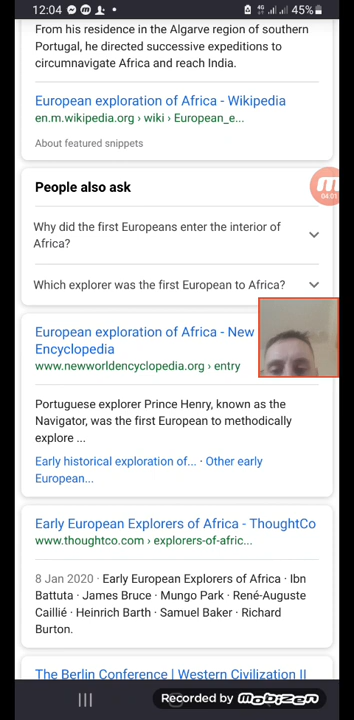 12:04 45%
From his residence in the Algarve region of southern
Portugal, he directed successive expeditions to
circumnavigate Africa and reach India.
European exploration of Africa - Wikipedia
en.m.wikipedia.org › wiki › European_e...
About featured snippets
People also ask
04:01
Why did the first Europeans enter the interior of
Africa?
Which explorer was the first European to Africa?
European exploration of Africa - New
Encyclopedia
www.newworldencyclopedia.org › entry
Portuguese explorer Prince Henry, known as the
Navigator, was the first European to methodically
explore ...
Early historical exploration of... · Other early
European...
Early European Explorers of Africa - ThoughtCo
www.thoughtco.com › explorers-of-afric...
8 Jan 2020 · Early European Explorers of Africa · Ibn
Battuta · James Bruce · Mungo Park · René-Auguste
Caillié · Heinrich Barth · Samuel Baker · Richard
Burton.
The Berlin Conference | Western Civilization II
Recorded by mobizen